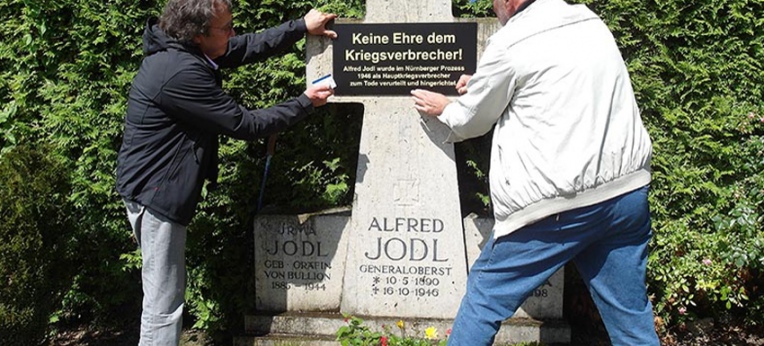 Keine Ehre dem
Kriegsverbrecher!
Alfred Jodl wurde im Nürnberger Prozess
1946 als Hauptkriegsverbrecher
zum Tode verurteilt und hingerichtet.
IRMA
JODL
GEB · GRÄFIN
VON BULLION
1885 - 1944
ALFRED
JODL
GENERALOBERST
* 10·5·1890
‡ 16·10·1946